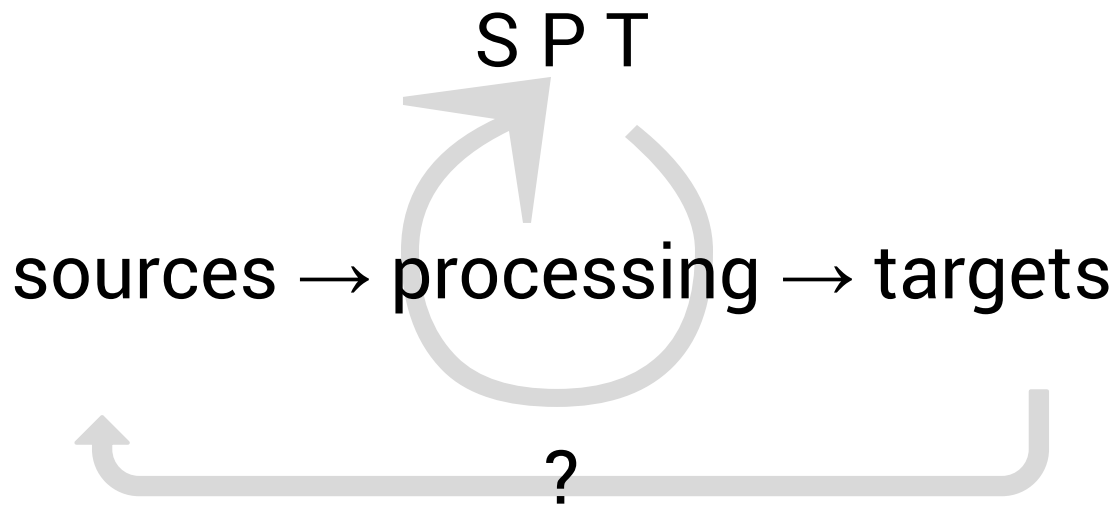 S P T
sources → processing → targets
?